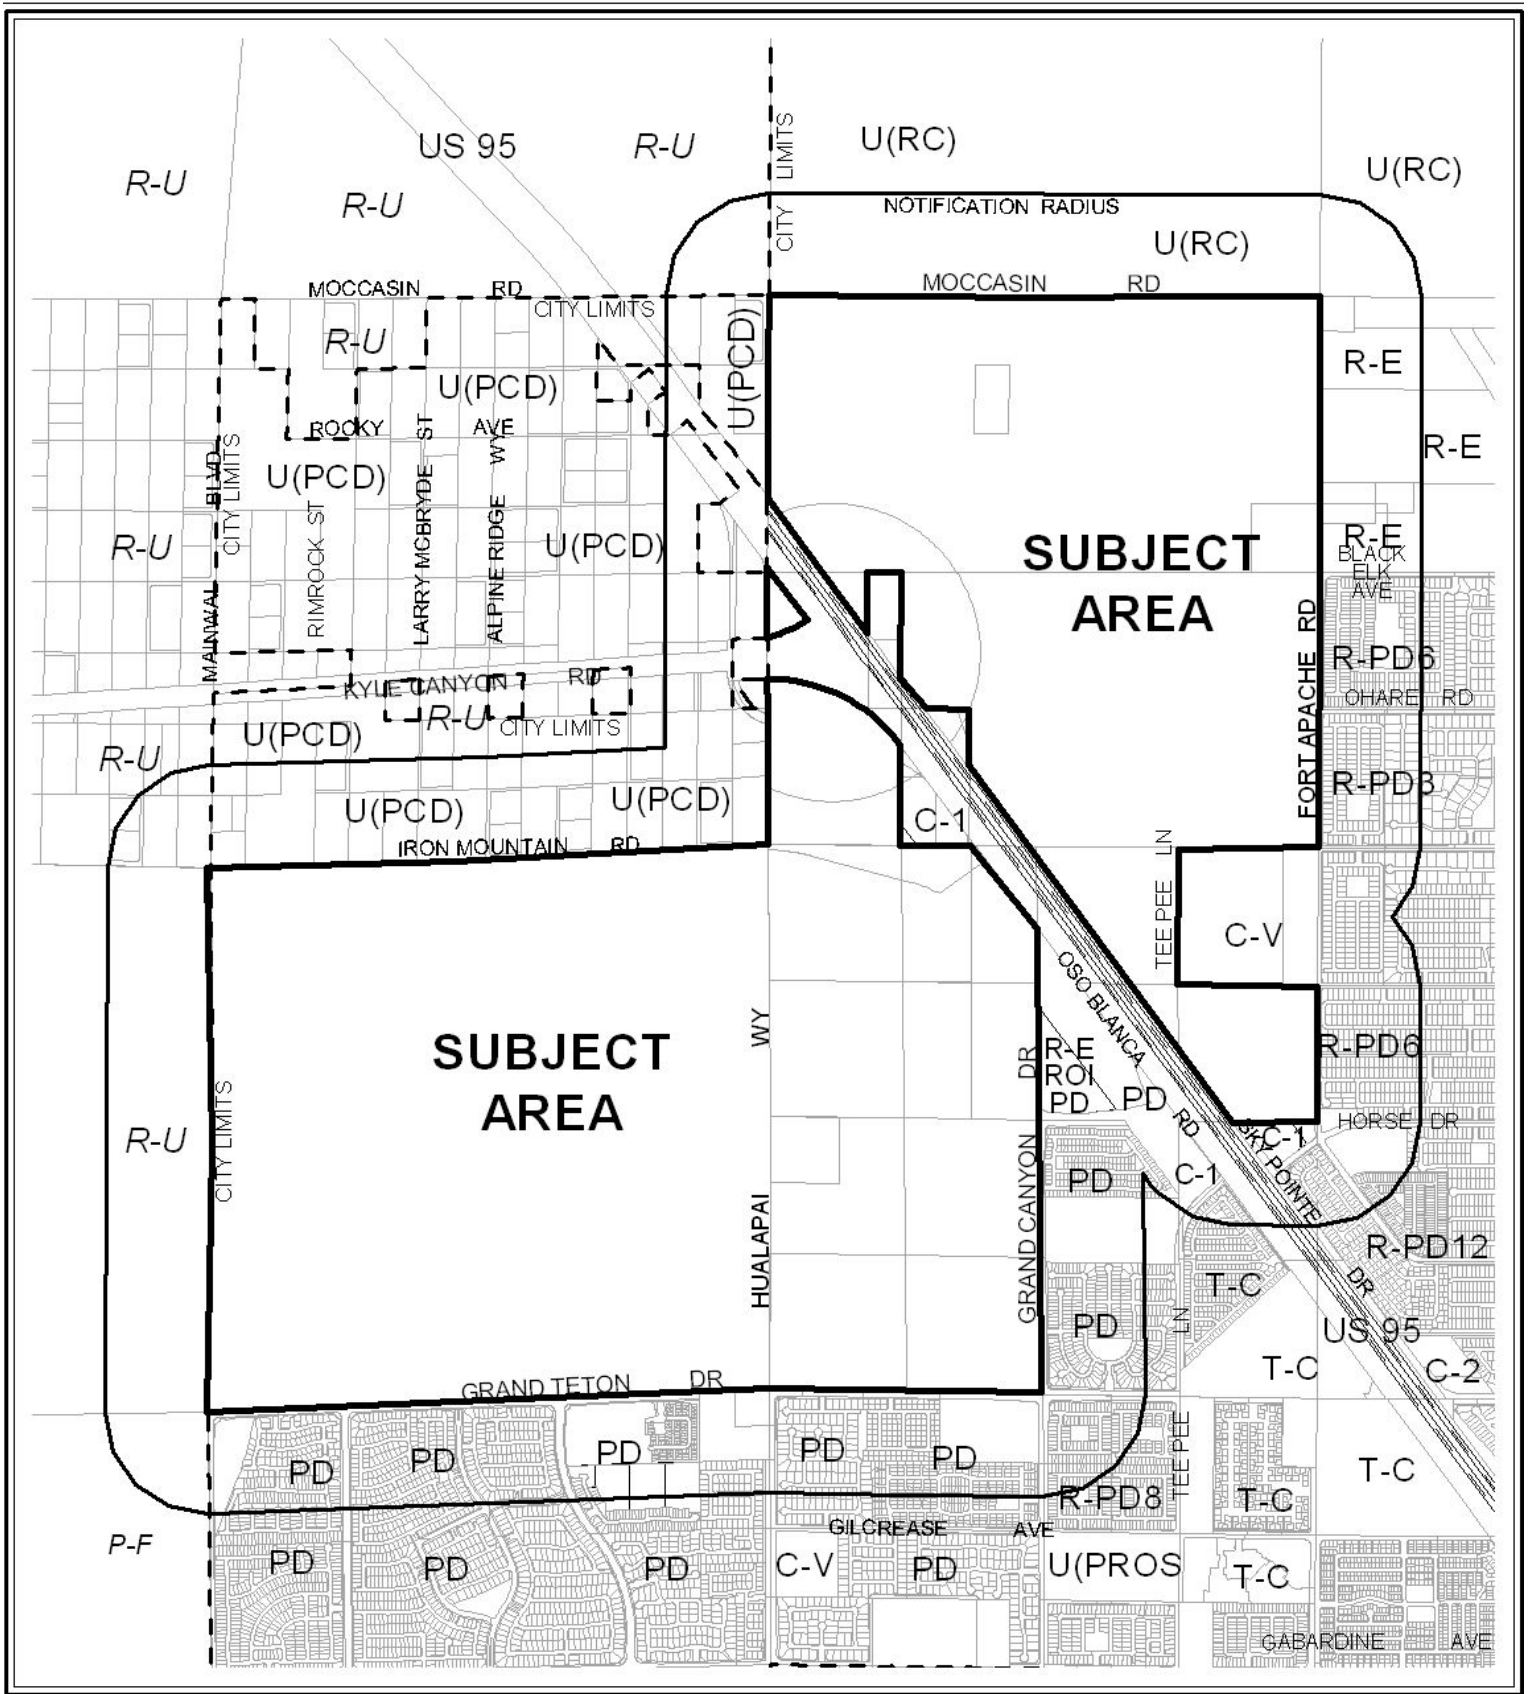 CITY LIMITS
US 95
R-U
U(RC)
U(RC)
R-U
R-U
NOTIFICATION RADIUS
U(RC)
MOCCASIN RD
MOCCASIN RD
CITY LIMITS
R-U
U(PCD)
R-E
U(PCD)
ROCKY AVE
R-E
U(PCD)
CITY LIMITS
RIMROCK ST
LARRY MCBRYDE ST
ALPINE RIDGE WY
R-U
U(PCD)
SUBJECT
AREA
R-E
BLACK
ELK
AVE
FORT APACHE RD
R-PD6
OHARE RD
KYLE CANYON RD
R-U
CITY LIMITS
U(PCD)
R-U
R-PD3
U(PCD)
U(PCD)
C-1
IRON MOUNTAIN RD
TEE PEE LN
C-V
OSO BLANCA RD
SUBJECT
AREA
HUALAPAI WY
GRAND CANYON DR
R-E
ROI
PD
PD
R-PD6
CITY LIMITS
R-U
HORSE DR
C-1
SKY POINTE DR
PD
C-1
R-PD12
T-C
PD
LN
US 95
T-C
C-2
GRAND TETON DR
TEE PEE
PD
PD
PD
PD
PD
T-C
R-PD8
T-C
GILCREASE AVE
P-F
PD
PD
PD
C-V
PD
U(PROS
T-C
GABARDINE AVE